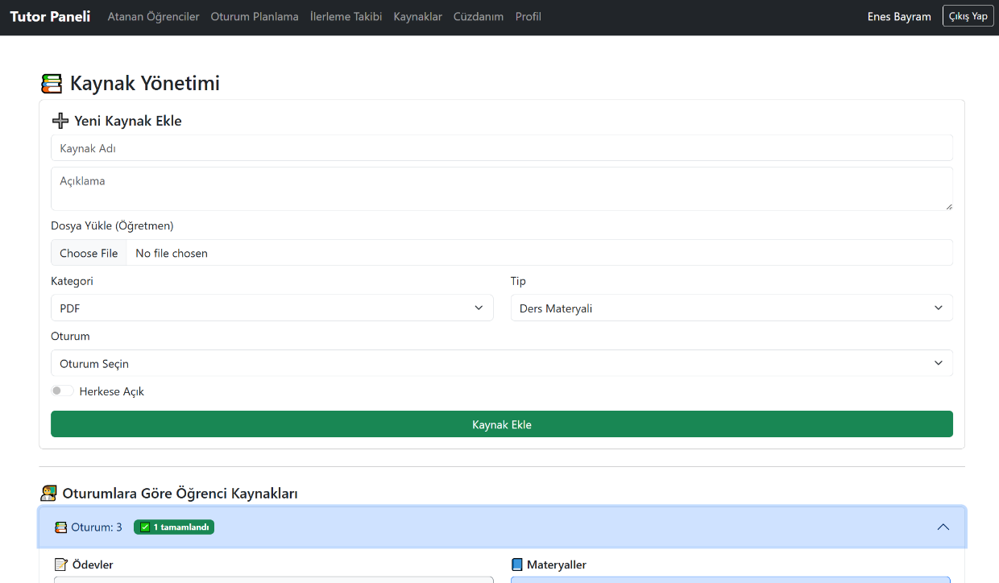 Tutor Paneli Atanan Öğrenciler Oturum Planlama İlerleme Takibi Kaynaklar Cüzdanım Profil Enes Bayram Çıkış Yap
Kaynak Yönetimi
Yeni Kaynak Ekle
Kaynak Adı
Açıklama
Dosya Yükle (Öğretmen)
Choose File No file chosen
Kategori Tip
PDF Ders Materyali
Oturum
Oturum Seçin
Herkese Açık
Kaynak Ekle
Oturumlara Göre Öğrenci Kaynakları
Oturum: 3 1 tamamlandı
Ödevler Materyaller